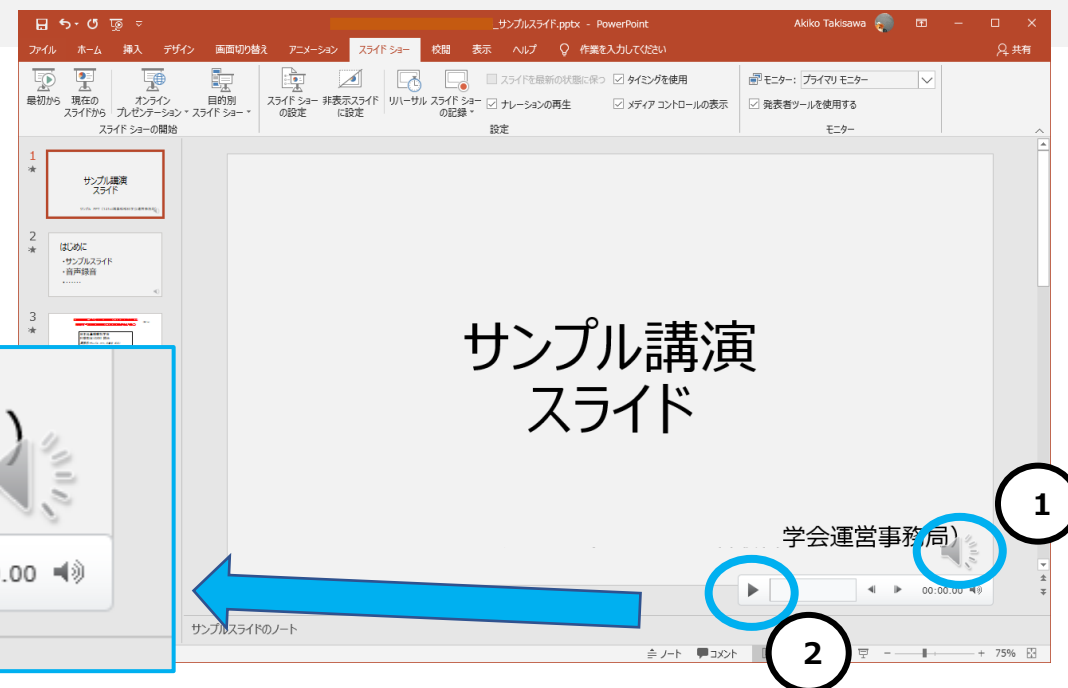 _サンプルスライド.pptx - PowerPoint
Akiko Takisawa
ファイル ホーム 挿入 デザイン 画面切り替え アニメーション スライド ショー 校閲 表示 ヘルプ 作業を入力してください 共有
最初から
現在の
スライドから
オンライン
プレゼンテーション
目的別
スライド ショー
スライド ショーの開始
スライド ショー
の設定
非表示スライド
に設定
リハーサル
スライド ショー
の記録
スライドを最新の状態に保つ
ナレーションの再生
タイミングを使用
メディア コントロールの表示
設定
モニター: プライマリ モニター
発表者ツールを使用する
モニター
1
サンプル講演
スライド
2
はじめに
・サンプルスライド
・音声録音
・……
3
サンプル講演
スライド
学会運営事務局)
1
00:00.00
2
.00
サンプルスライドのノート
ノート コメント 75%